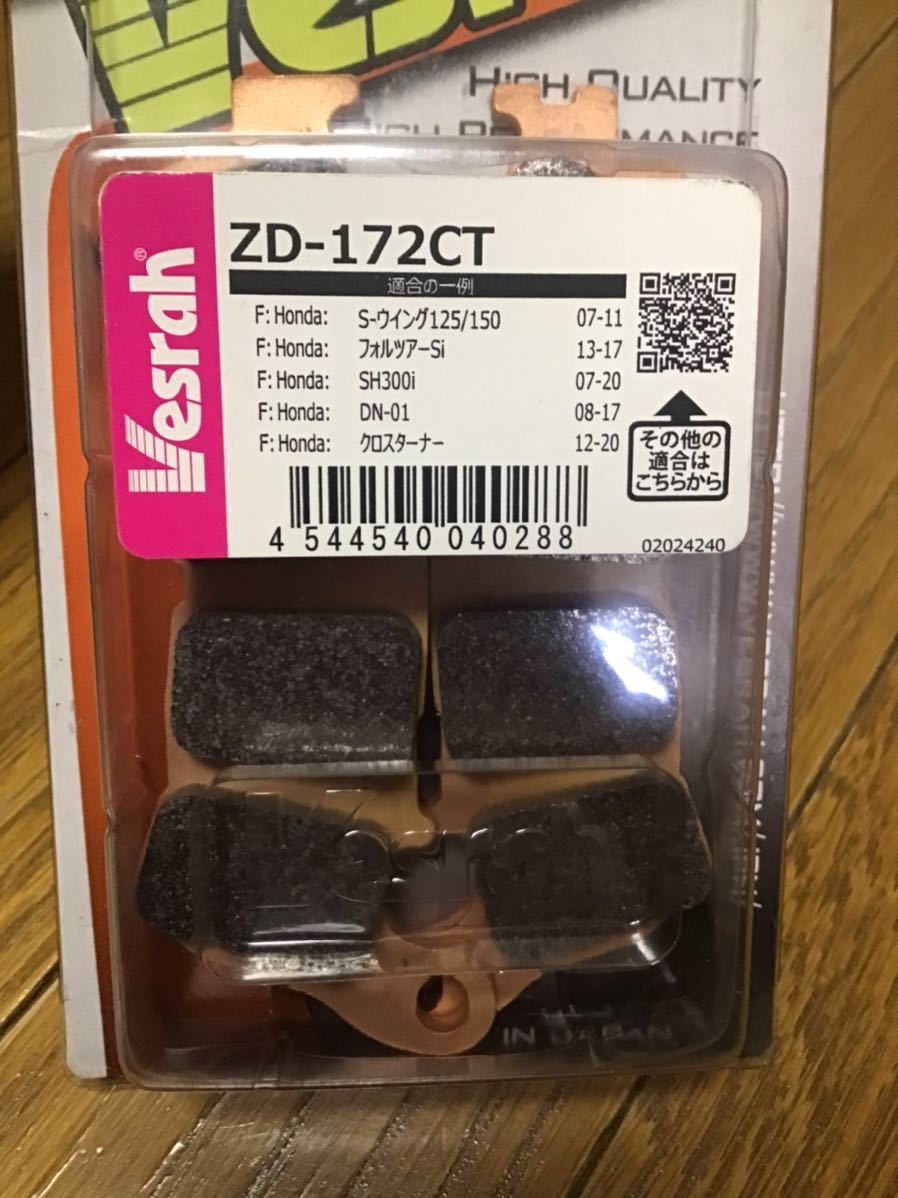 HIGH QUALITY
Vesrah®
ZD-172CT
適合の一例
F: Honda: S-ウイング125/150 07-11
F: Honda: フォルツアーSi 13-17
F: Honda: SH300i 07-20
F: Honda: DN-01 08-17
F: Honda: クロスターナー 12-20
その他の
適合は
こちらから
4 544540 040288
02024240
Vesrah
IN JAPAN